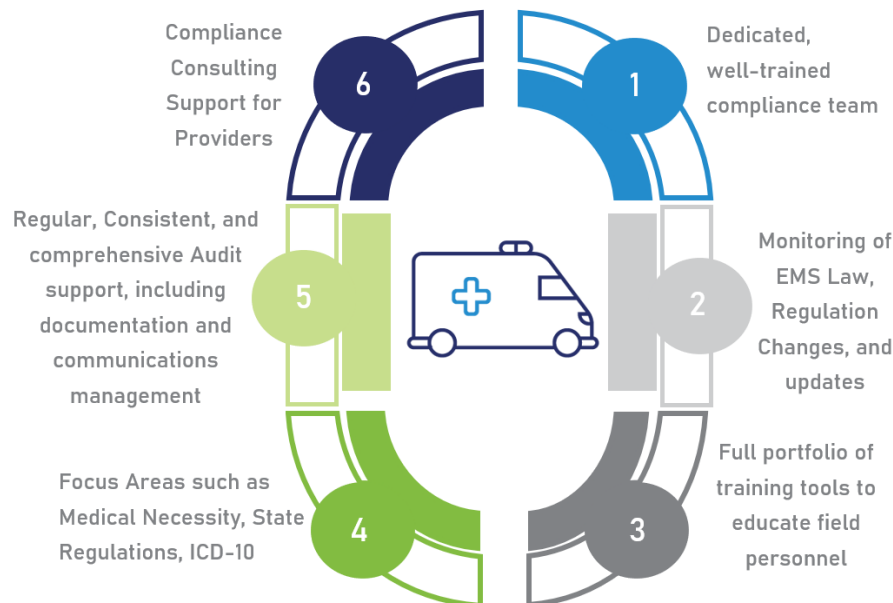 1
Dedicated,
well-trained
compliance team
2
Monitoring of
EMS Law,
Regulation
Changes, and
updates
3
Full portfolio of
training tools to
educate field
personnel
4
Focus Areas such as
Medical Necessity, State
Regulations, ICD-10
5
Regular, Consistent, and
comprehensive Audit
support, including
documentation and
communications
management
6
Compliance
Consulting
Support for
Providers